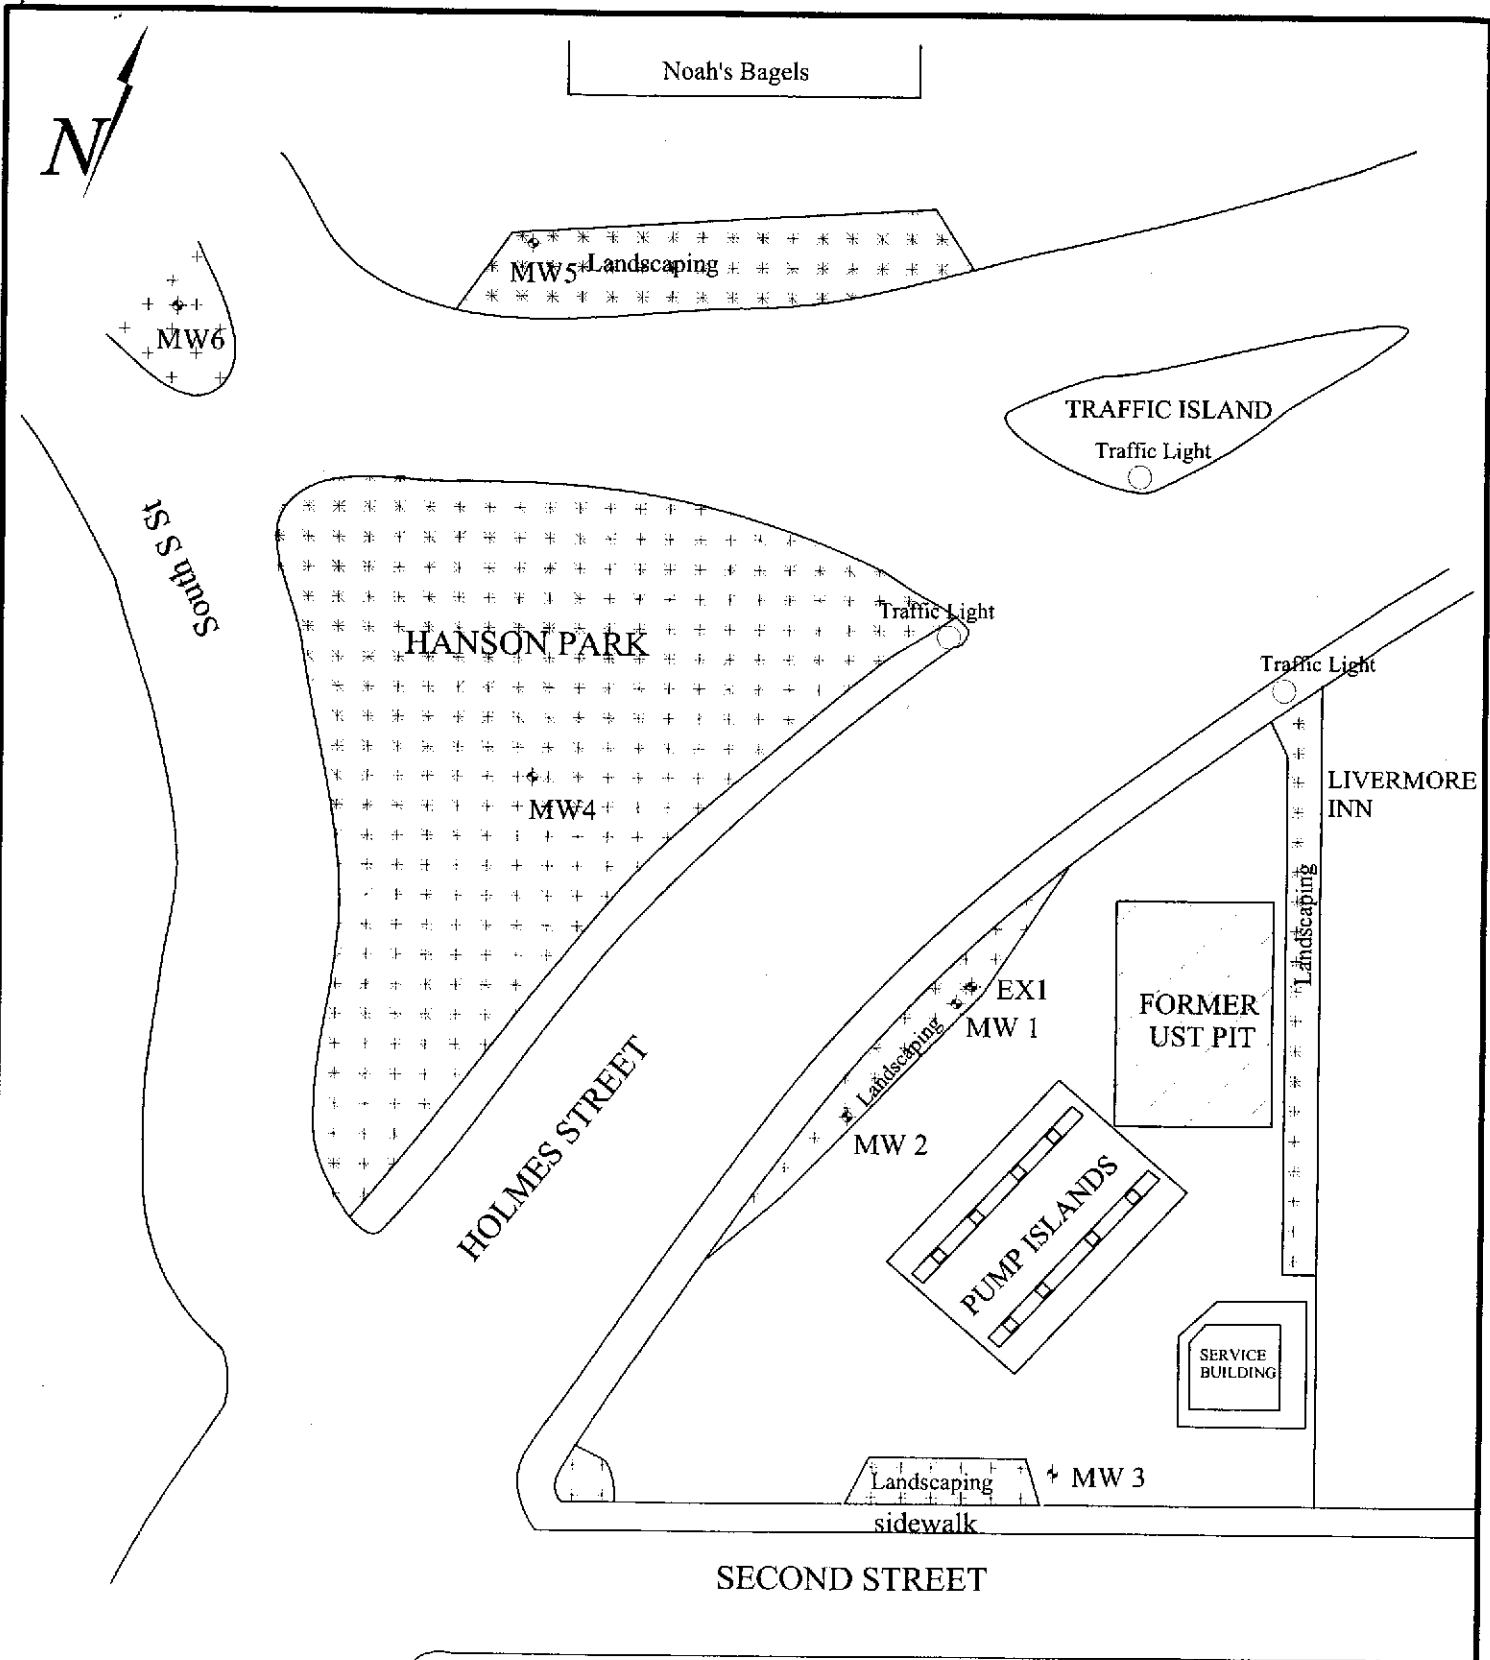 Noah's Bagels
N
MW5 Landscaping
MW6
TRAFFIC ISLAND
Traffic Light
South S St
Traffic Light
HANSON PARK
Traffic Light
LIVERMORE
INN
MW4
Landscaping
EX1
MW 1
FORMER
UST PIT
Landscaping
MW 2
HOLMES STREET
PUMP ISLANDS
SERVICE
BUILDING
Landscaping
MW 3
sidewalk
SECOND STREET